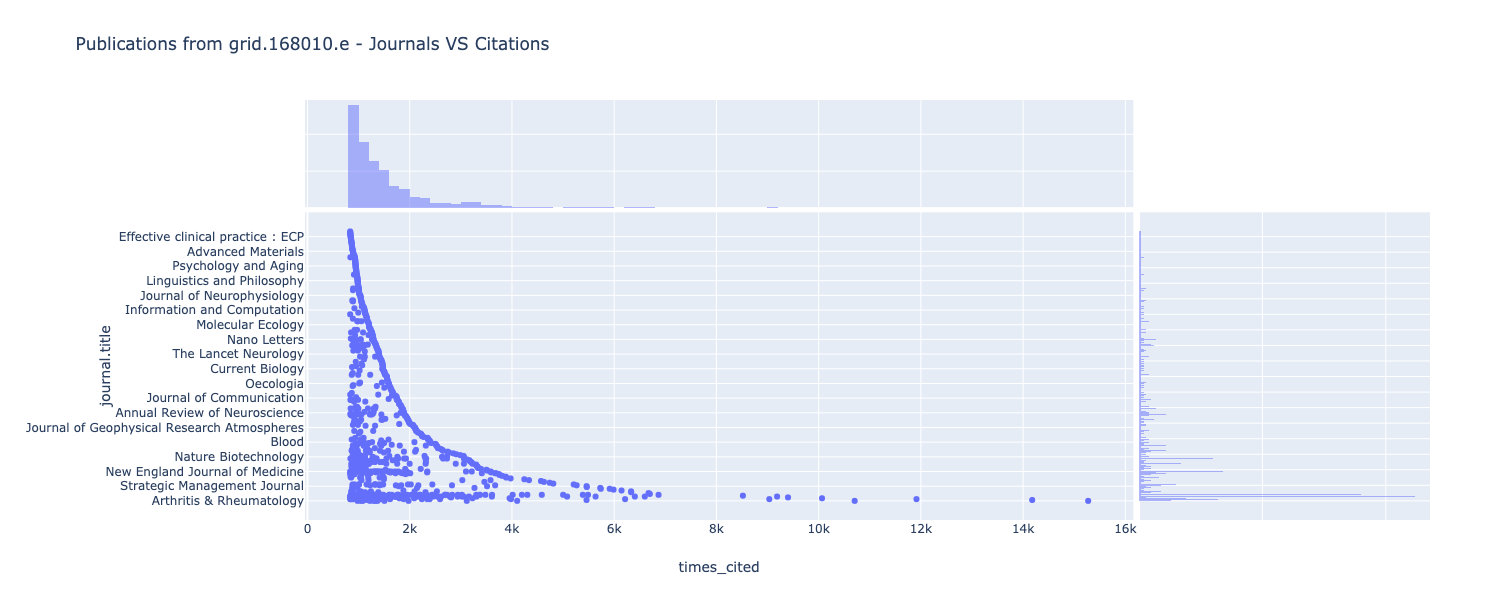 Publications from grid.168010.e - Journals VS Citations
Effective clinical practice : ECP
Advanced Materials
Psychology and Aging
Linguistics and Philosophy
Journal of Neurophysiology
Information and Computation
Molecular Ecology
Nano Letters
The Lancet Neurology
Current Biology
Oecologia
Journal of Communication
Annual Review of Neuroscience
Journal of Geophysical Research Atmospheres
Blood
Nature Biotechnology
New England Journal of Medicine
Strategic Management Journal
Arthritis & Rheumatology
journal.title
0 2k 4k 6k 8k 10k 12k 14k 16k
times_cited